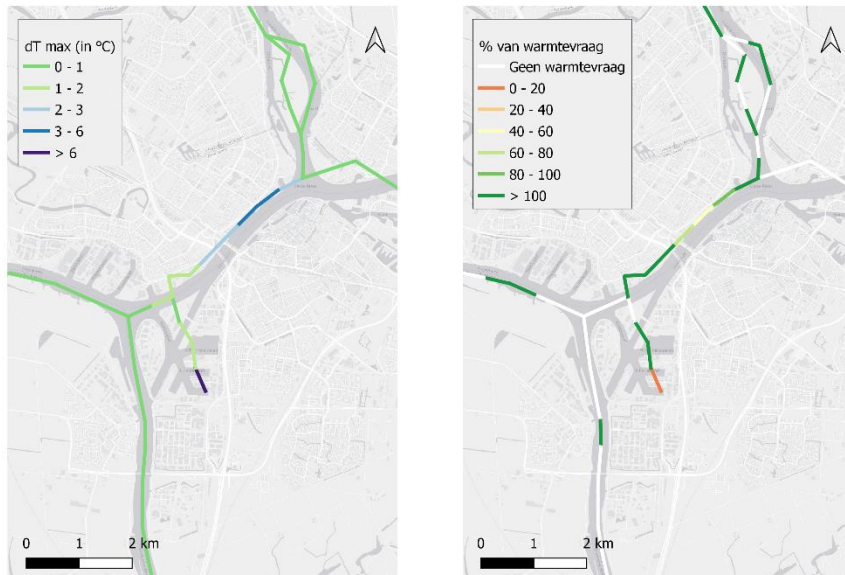 dT max (in °C)
0 - 1
1 - 2
2 - 3
3 - 6
> 6
0 1 2 km
% van warmtevraag
Geen warmtevraag
0 - 20
20 - 40
40 - 60
60 - 80
80 - 100
> 100
0 1 2 km